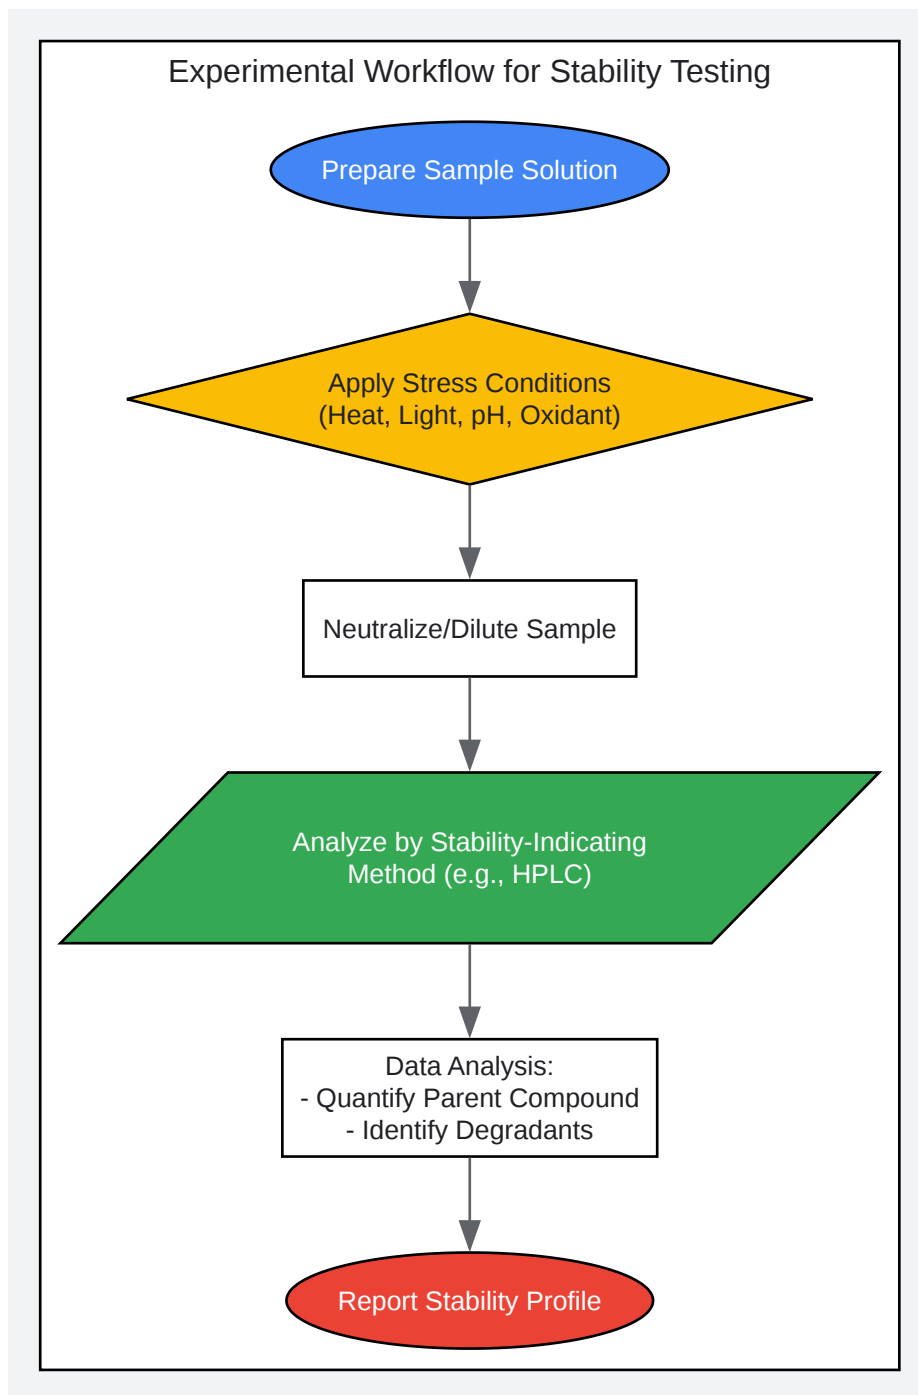 Experimental Workflow for Stability Testing
Prepare Sample Solution
Apply Stress Conditions
(Heat, Light, pH, Oxidant)
Neutralize/Dilute Sample
Analyze by Stability-Indicating
Method (e.g., HPLC)
Data Analysis:
- Quantify Parent Compound
- Identify Degradants
Report Stability Profile